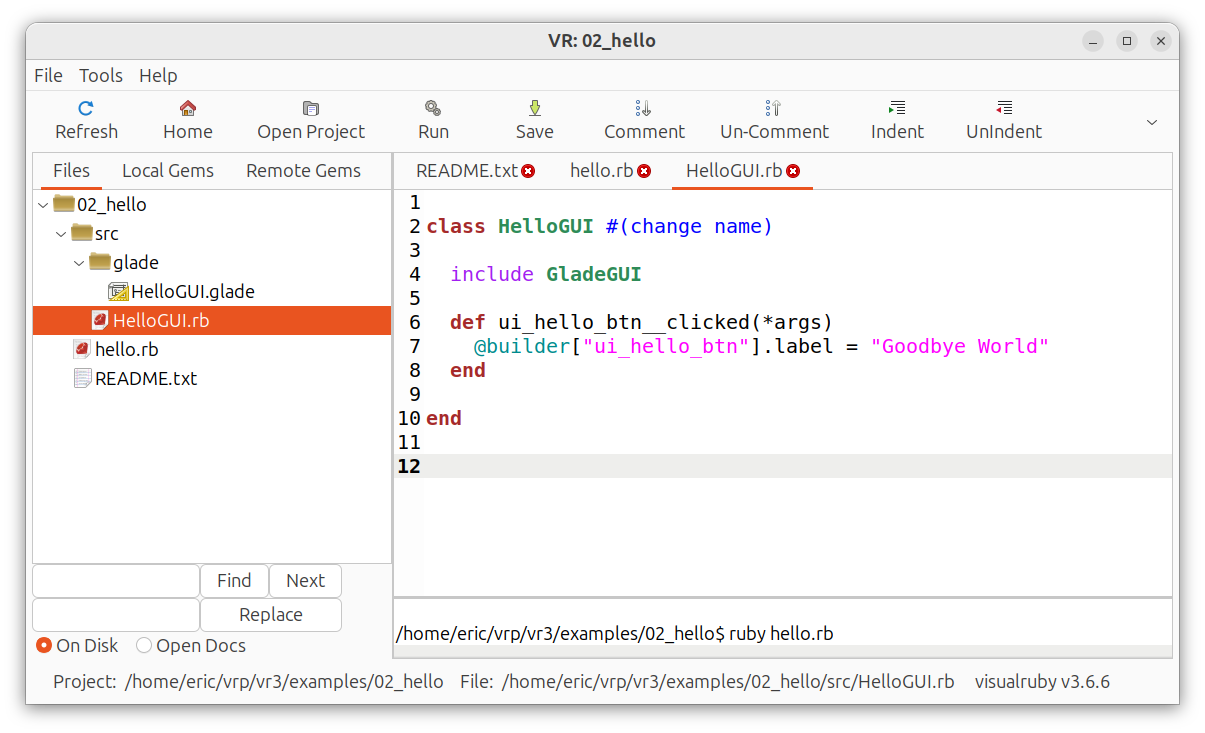 VR: 02_hello
File Tools Help
Refresh Home Open Project Run Save Comment Un-Comment Indent UnIndent
Files Local Gems Remote Gems
02_hello
src
glade
HelloGUI.glade
HelloGUI.rb
hello.rb
README.txt
Find Next
Replace
On Disk Open Docs
README.txt hello.rb HelloGUI.rb
1
2 class HelloGUI #(change name)
3
4   include GladeGUI
5
6   def ui_hello_btn__clicked(*args)
7     @builder["ui_hello_btn"].label = "Goodbye World"
8   end
9
10 end
11
12
/home/eric/vrp/vr3/examples/02_hello$ ruby hello.rb
Project: /home/eric/vrp/vr3/examples/02_hello File: /home/eric/vrp/vr3/examples/02_hello/src/HelloGUI.rb visualruby v3.6.6